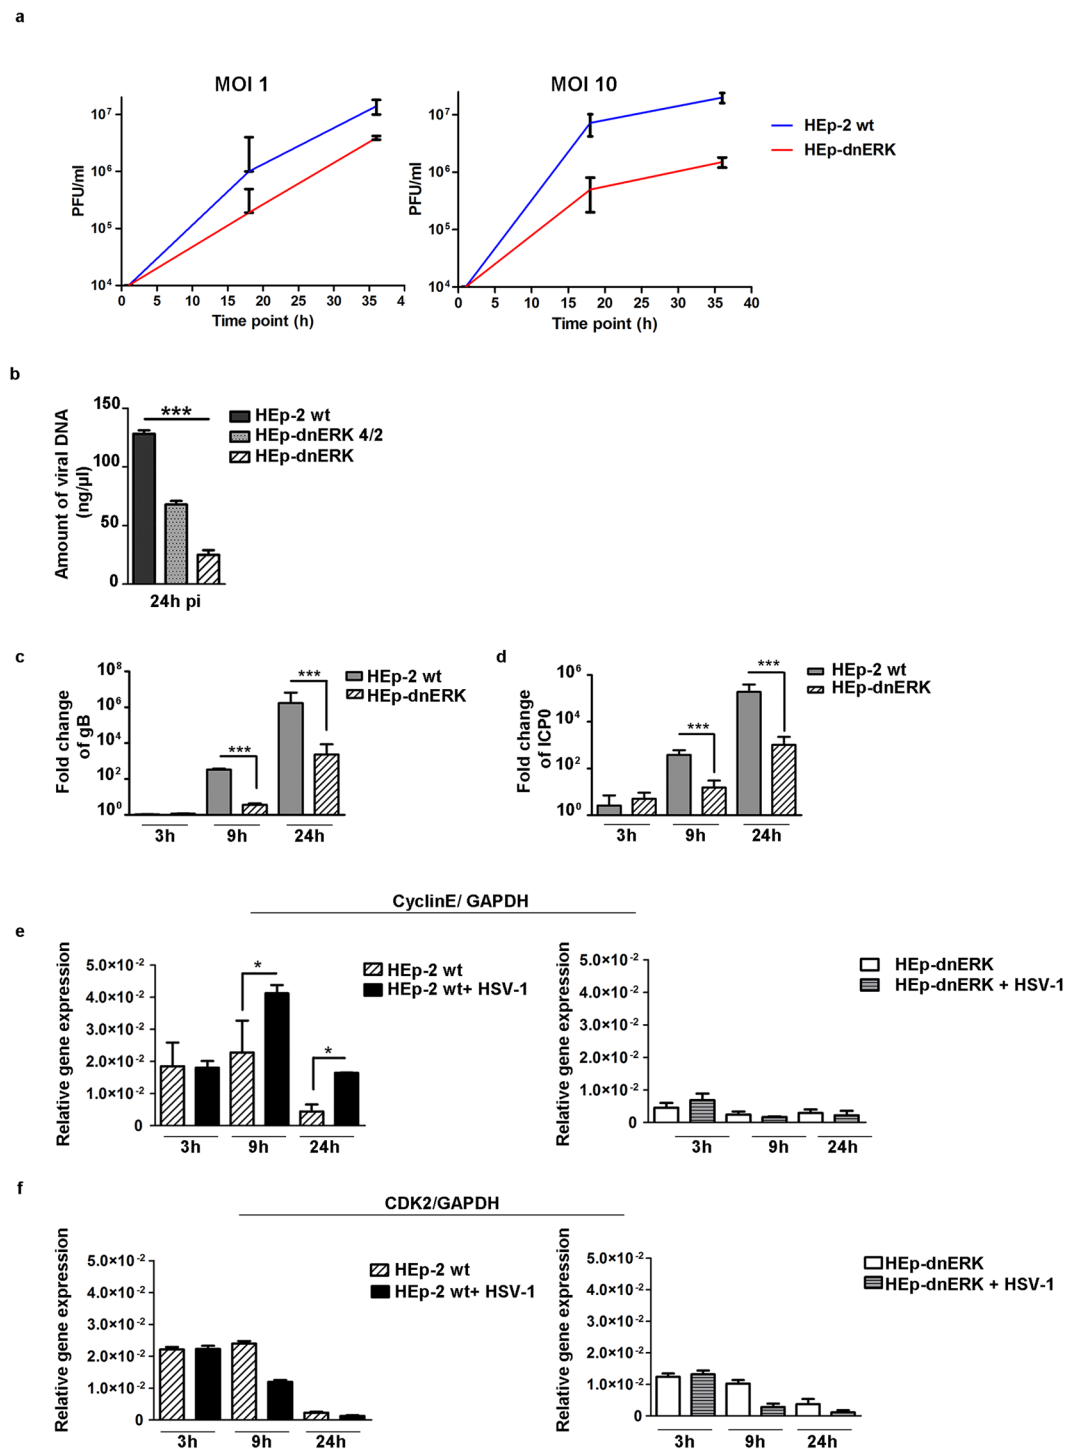 a
MOI 1
MOI 10
PFU/ml
10⁷
10⁶
10⁵
10⁴
0 5 10 15 20 25 30 35 4
Time point (h)
PFU/ml
10⁷
10⁶
10⁵
10⁴
0 5 10 15 20 25 30 35 40
Time point (h)
HEp-2 wt
HEp-dnERK
b
Amount of viral DNA
(ng/µl)
150
100
50
0
***
24h pi
HEp-2 wt
HEp-dnERK 4/2
HEp-dnERK
c
Fold change
of gB
10⁸
10⁶
10⁴
10²
10⁰
***
***
3h 9h 24h
HEp-2 wt
HEp-dnERK
d
Fold change
of ICP0
10⁶
10⁴
10²
10⁰
***
***
3h 9h 24h
HEp-2 wt
HEp-dnERK
CyclinE/ GAPDH
e
Relative gene expression
5.0×10⁻²
4.0×10⁻²
3.0×10⁻²
2.0×10⁻²
1.0×10⁻²
0
*
*
3h 9h 24h
HEp-2 wt
HEp-2 wt+ HSV-1
Relative gene expression
5.0×10⁻²
4.0×10⁻²
3.0×10⁻²
2.0×10⁻²
1.0×10⁻²
0
3h 9h 24h
HEp-dnERK
HEp-dnERK + HSV-1
f
CDK2/GAPDH
Relative gene expression
5.0×10⁻²
4.0×10⁻²
3.0×10⁻²
2.0×10⁻²
1.0×10⁻²
0
3h 9h 24h
HEp-2 wt
HEp-2 wt+ HSV-1
Relative gene expression
5.0×10⁻²
4.0×10⁻²
3.0×10⁻²
2.0×10⁻²
1.0×10⁻²
0
3h 9h 24h
HEp-dnERK
HEp-dnERK + HSV-1